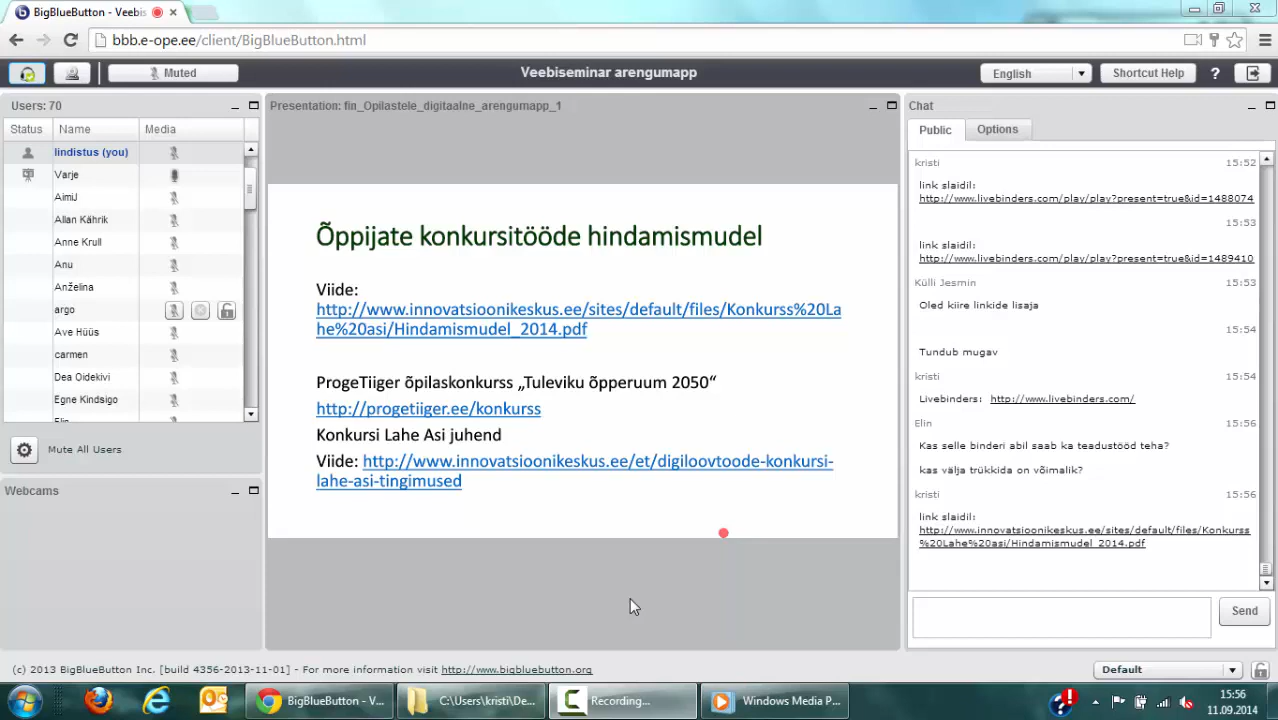 BigBlueButton - Veebis
bbb.e-ope.ee/client/BigBlueButton.html
Muted
Veebiseminar arengumapp
English
Shortcut Help
?
Users: 70
Status Name Media
lindistus (you)
Varje
AimiJ
Allan Kährik
Anne Krull
Anu
Anželina
argo
Ave Hüüs
carmen
Dea Oidekivi
Egne Kindsigo
Elin
Mute All Users
Webcams
Presentation: fin_Opilastele_digitaalne_arengumapp_1
Õppijate konkursitööde hindamismudel
Viide:
http://www.innovatsioonikeskus.ee/sites/default/files/Konkurss%20La
he%20asi/Hindamismudel_2014.pdf
ProgeTiiger õpilaskonkurss „Tuleviku õpperuum 2050“
http://progetiiger.ee/konkurss
Konkursi Lahe Asi juhend
Viide: http://www.innovatsioonikeskus.ee/et/digiloovtoode-konkursi-
lahe-asi-tingimused
Chat
Public Options
kristi 15:52
link slaidil:
http://www.livebinders.com/play/play?present=true&id=1488074
15:53
link slaidil:
http://www.livebinders.com/play/play?present=true&id=1489410
Külli Jesmin 15:53
Oled kiire linkide lisaja
15:54
Tundub mugav
kristi 15:54
Livebinders: http://www.livebinders.com/
Elin 15:56
Kas selle binderi abil saab ka teadustööd teha?
kas välja trükkida on võimalik?
kristi 15:56
link slaidil:
http://www.innovatsioonikeskus.ee/sites/default/files/Konkurss
%20Lahe%20asi/Hindamismudel_2014.pdf
Send
(c) 2013 BigBlueButton Inc. [build 4356-2013-11-01] - For more information visit http://www.bigbluebutton.org
Default
BigBlueButton - V...
C:\Users\kristi\De...
Recording...
Windows Media P...
15:56
11.09.2014